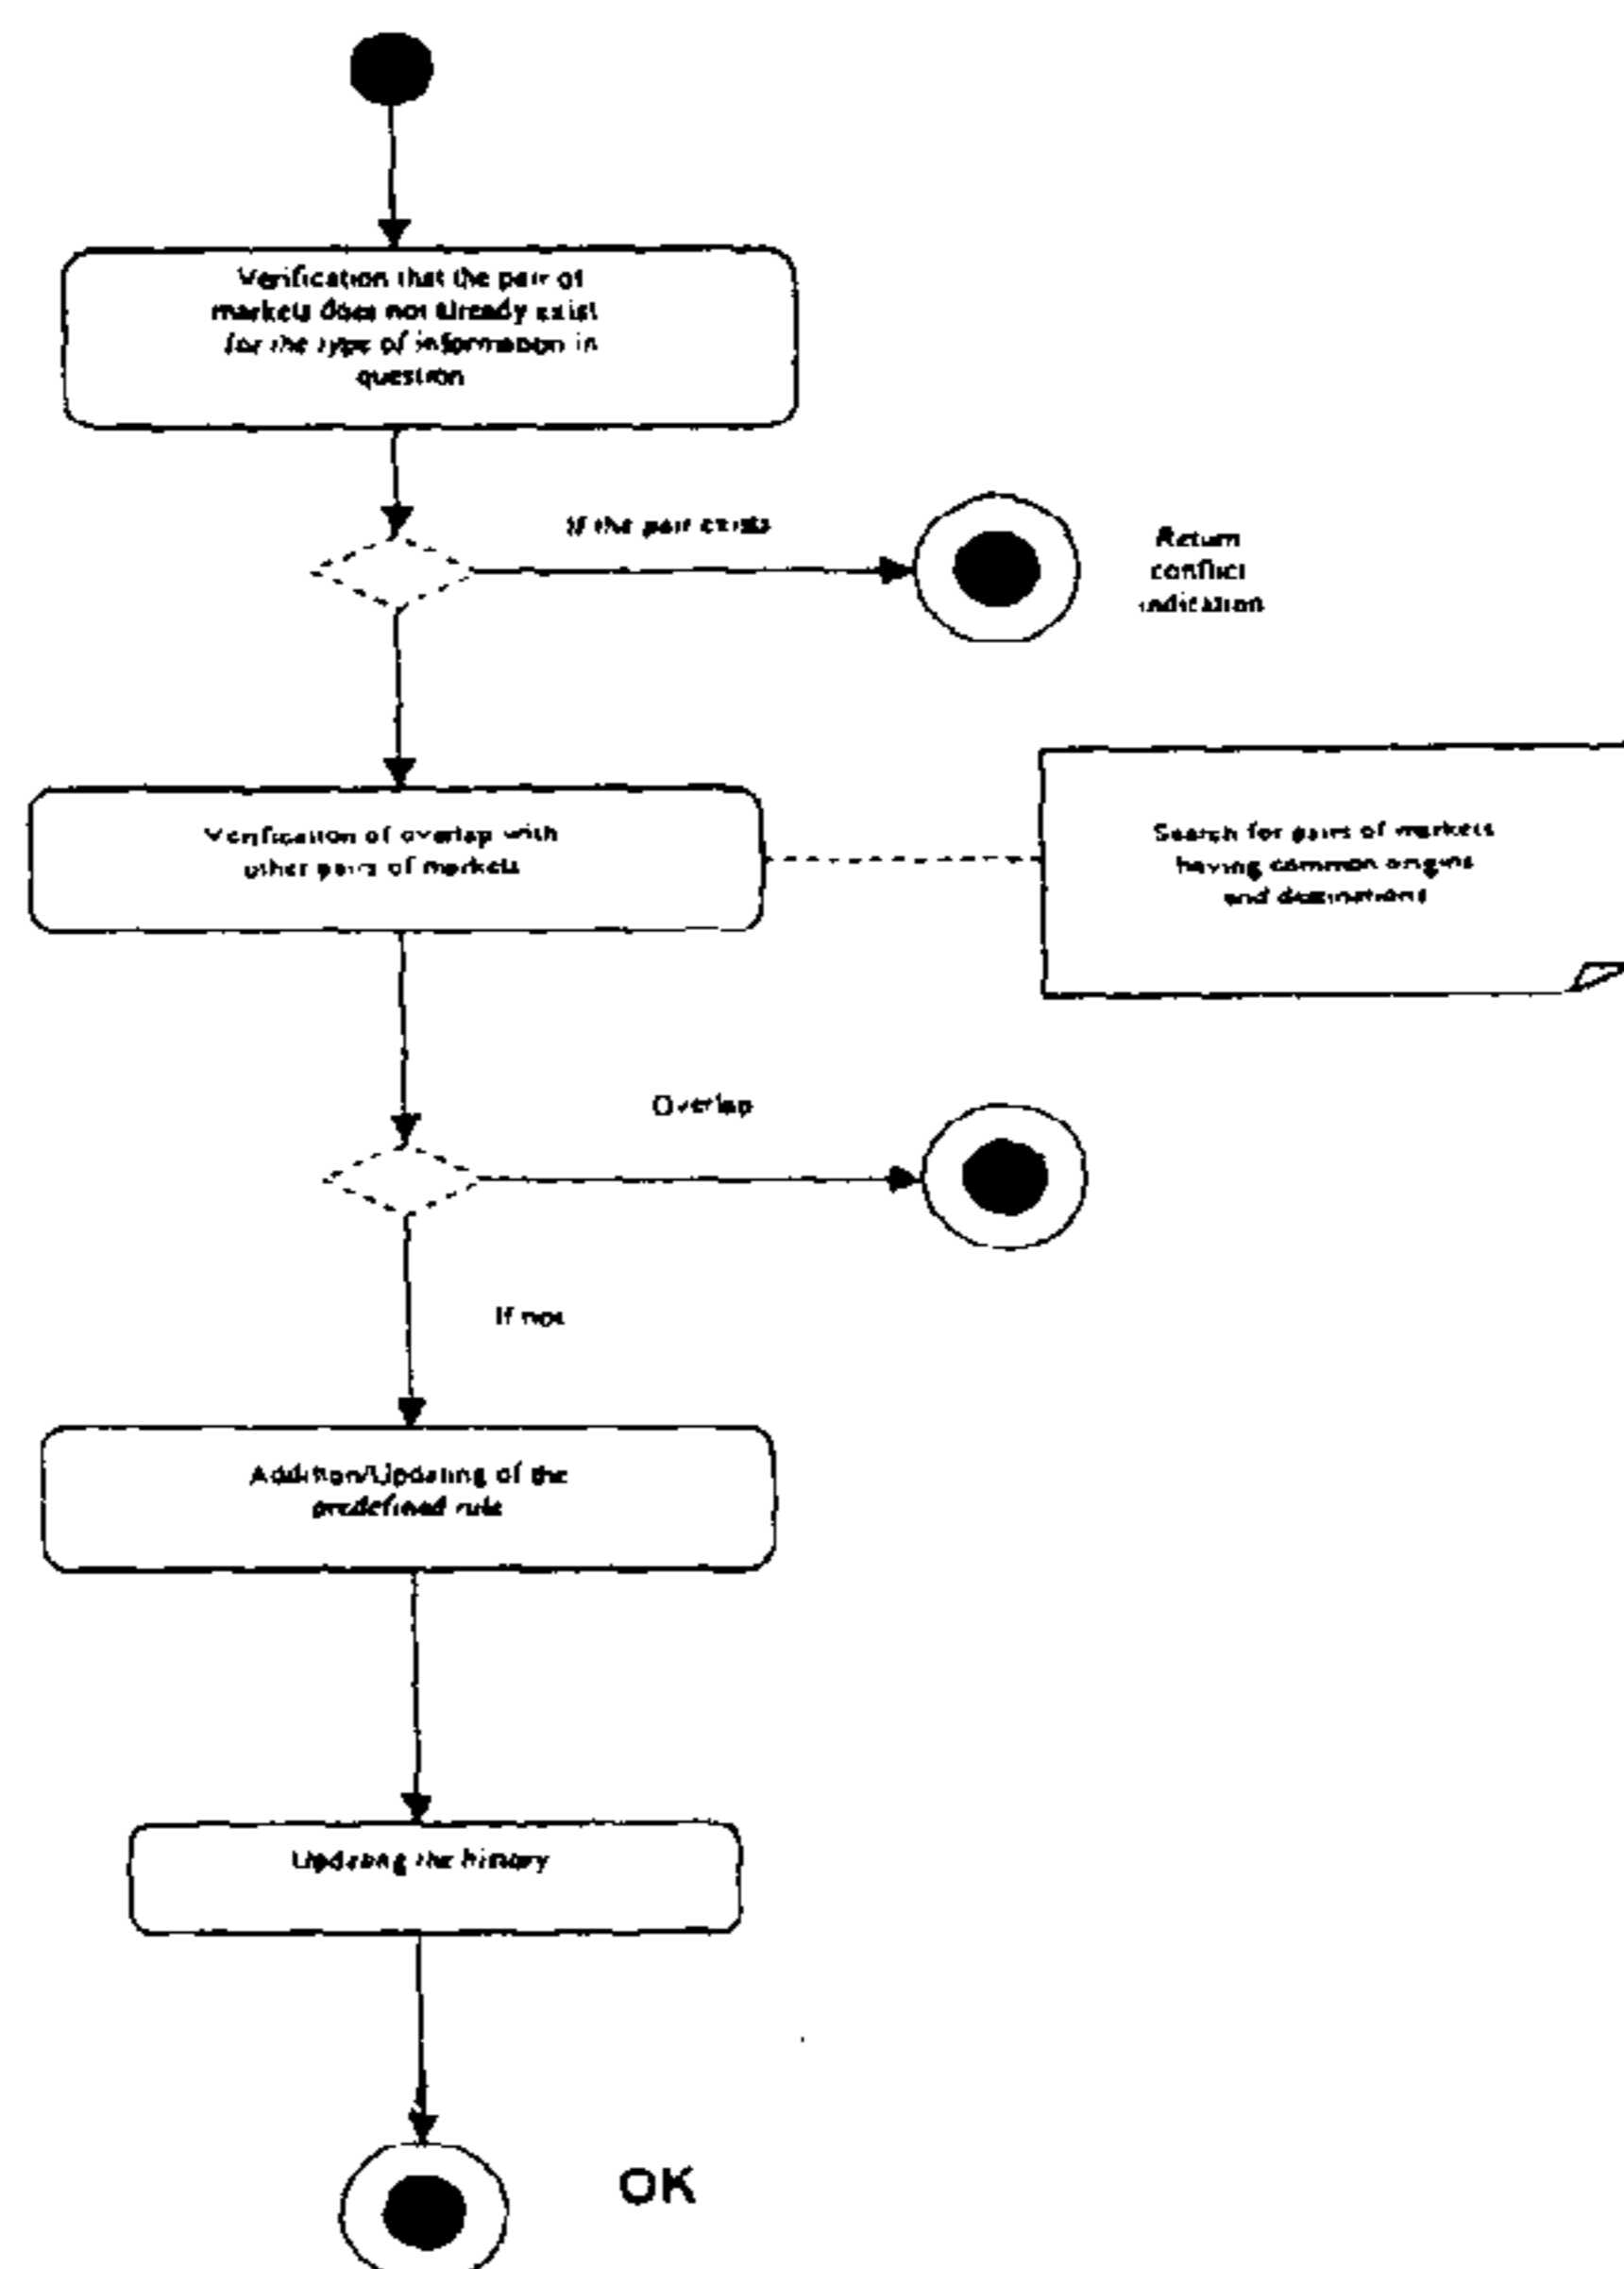 Verification that the pair of
markets does not already exist
for the type of information in
question
If the pair exists
Return
conflict
indication
Verification of overlap with
other pairs of markets
Search for pairs of markets
having common origins
and destinations
Overlap
If not
Addition/Updating of the
predefined rule
Updating the history
OK